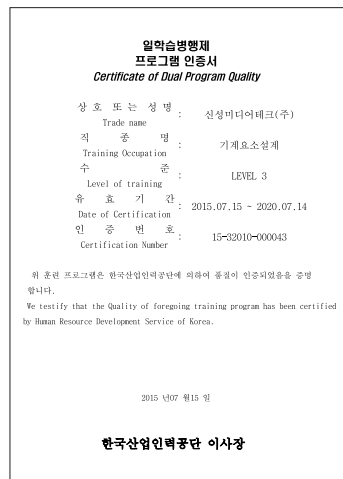 일학습병행제
프로그램 인증서
Certificate of Dual Program Quality
상 호 또 는 성 명 : 신성미디어테크(주)
Trade name
직 종 명 : 기계요소설계
Training Occupation
수 준 : LEVEL 3
Level of training
유 효 기 간 : 2015.07.15 ~ 2020.07.14
Date of Certification
인 증 번 호 : 15-32010-000043
Certification Number
위 훈련 프로그램은 한국산업인력공단에 의하여 품질이 인증되었음을 증명
합니다.
We testify that the Quality of foregoing training program has been certified
by Human Resource Development Service of Korea.
2015 년07 월15 일
한국산업인력공단 이사장